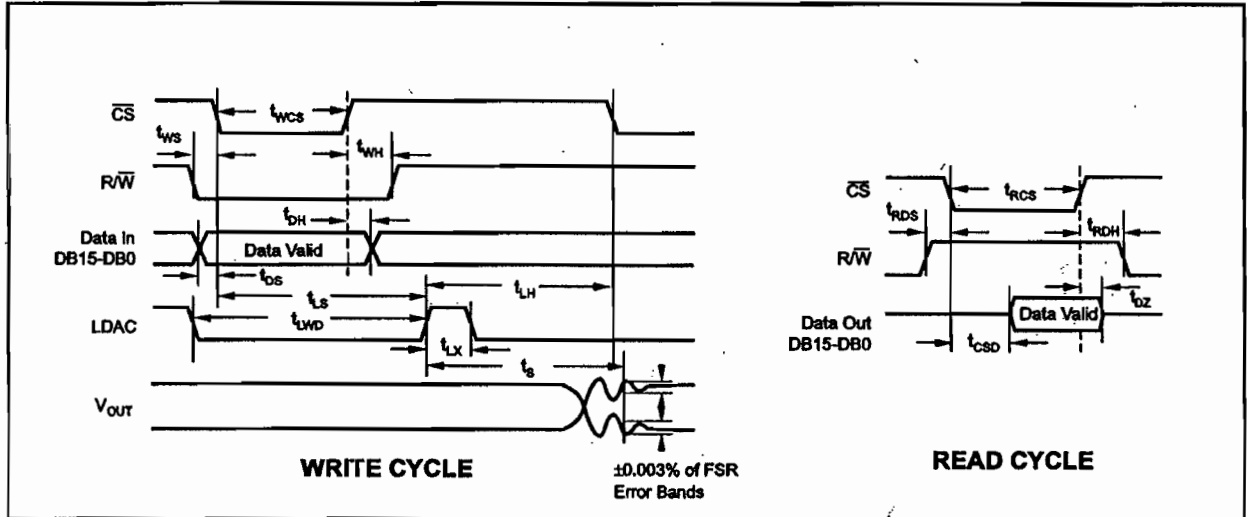 CS
tWCS
tWS
tWH
R/W
tDH
Data In
DB15-DB0
Data Valid
tDS
tLS
tLH
LDAC
tLWD
tLX
tS
VOUT
WRITE CYCLE
±0.003% of FSR
Error Bands
CS
tRCS
tRDS
tRDH
R/W
Data Out
DB15-DB0
Data Valid
tDZ
tCSD
READ CYCLE